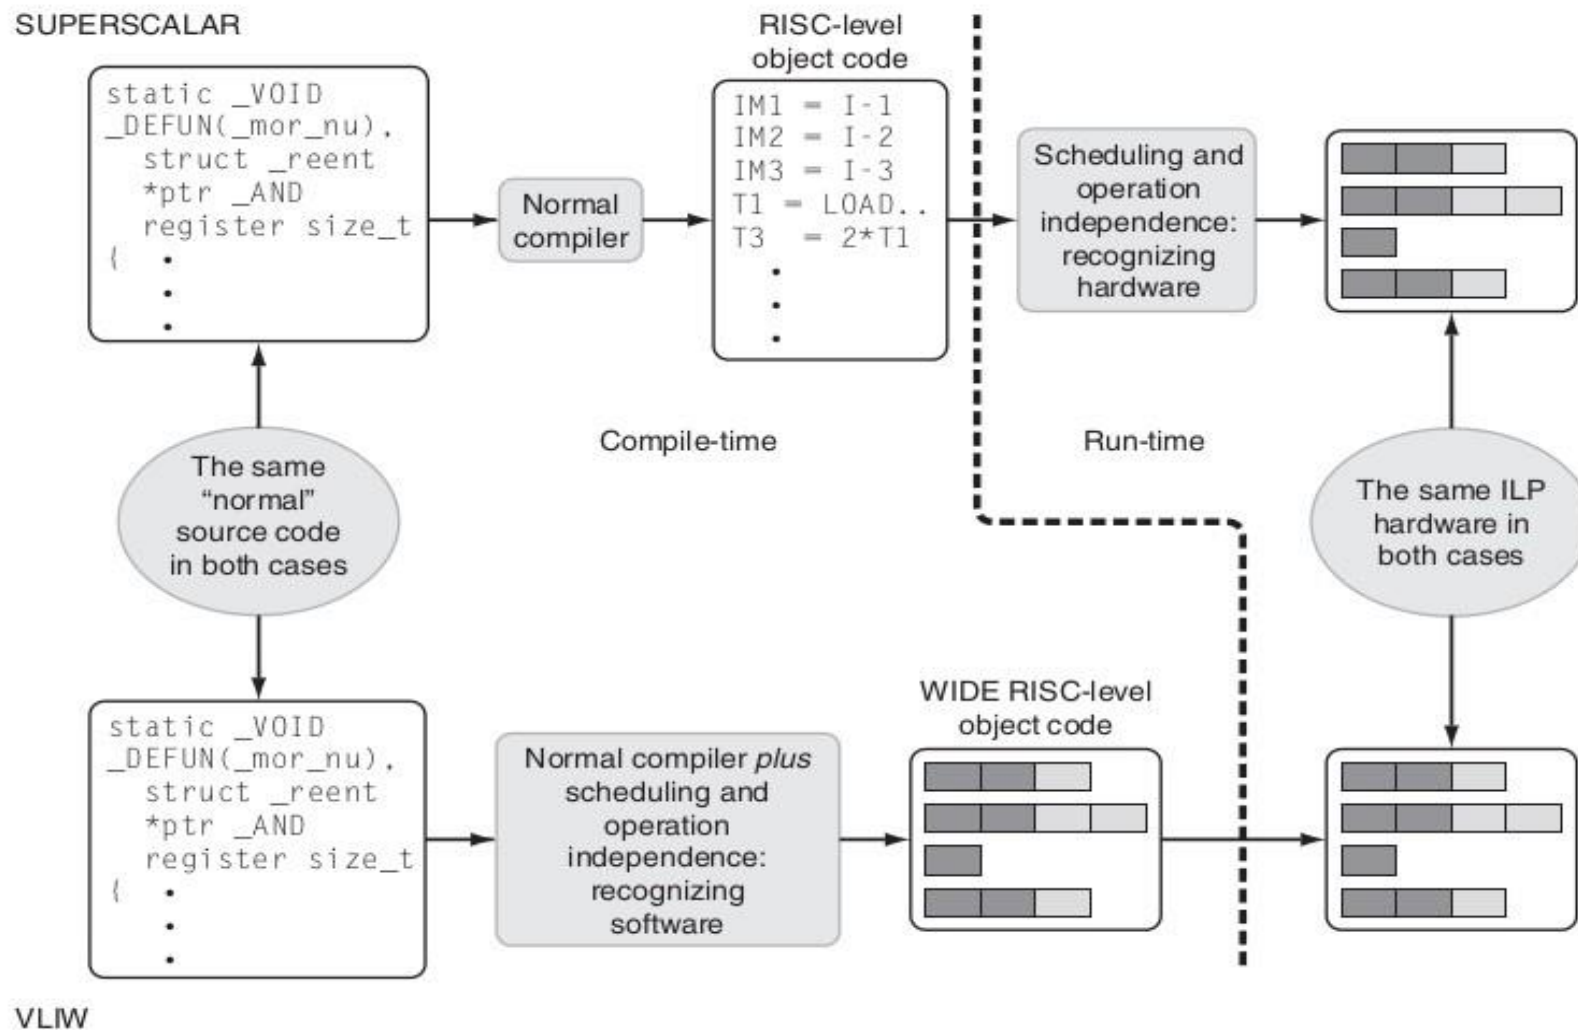 SUPERSCALAR
static _VOID
_DEFUN(_mor_nu),
struct _reent
*ptr _AND
register size_t
{
Normal
compiler
RISC-level
object code
IM1 = I-1
IM2 = I-2
IM3 = I-3
T1 = LOAD..
T3 = 2*T1
Scheduling and
operation
independence:
recognizing
hardware
The same
“normal”
source code
in both cases
Compile-time
Run-time
The same ILP
hardware in
both cases
static _VOID
_DEFUN(_mor_nu),
struct _reent
*ptr _AND
register size_t
{
Normal compiler plus
scheduling and
operation
independence:
recognizing
software
WIDE RISC-level
object code
VLIW